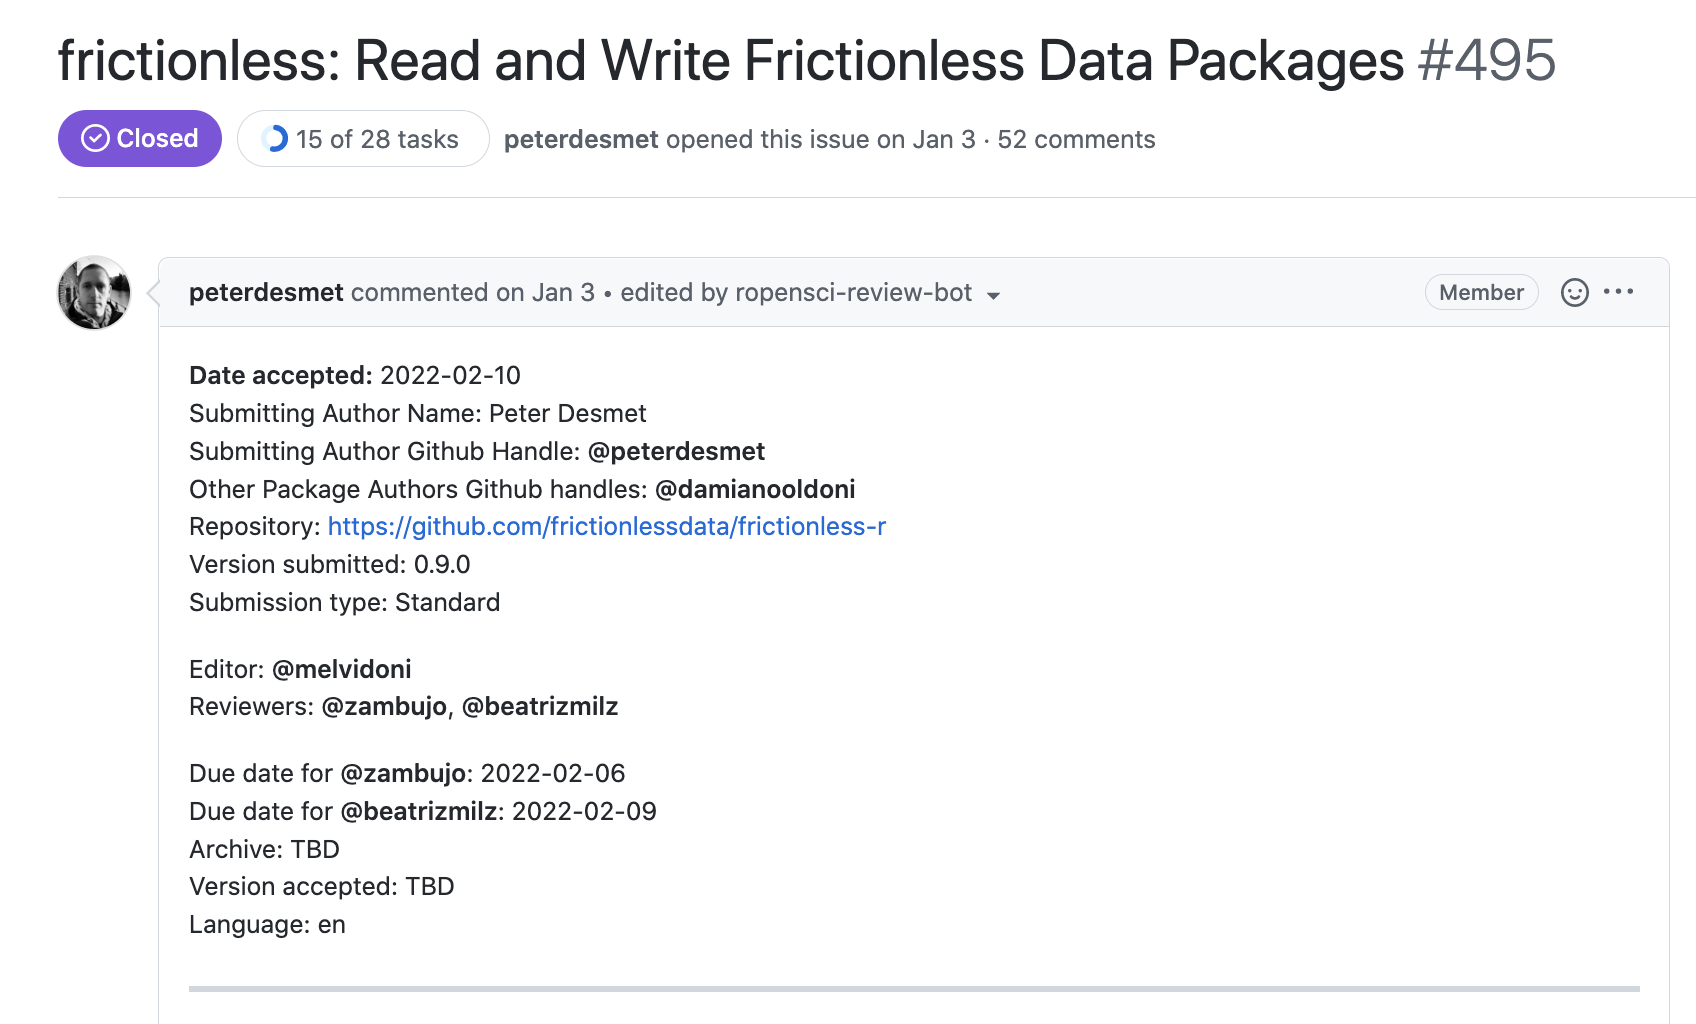 frictionless: Read and Write Frictionless Data Packages #495
Closed 15 of 28 tasks peterdesmet opened this issue on Jan 3 · 52 comments
peterdesmet commented on Jan 3 • edited by ropensci-review-bot Member
Date accepted: 2022-02-10
Submitting Author Name: Peter Desmet
Submitting Author Github Handle: @peterdesmet
Other Package Authors Github handles: @damianooldoni
Repository: https://github.com/frictionlessdata/frictionless-r
Version submitted: 0.9.0
Submission type: Standard
Editor: @melvidoni
Reviewers: @zambujo, @beatrizmilz
Due date for @zambujo: 2022-02-06
Due date for @beatrizmilz: 2022-02-09
Archive: TBD
Version accepted: TBD
Language: en